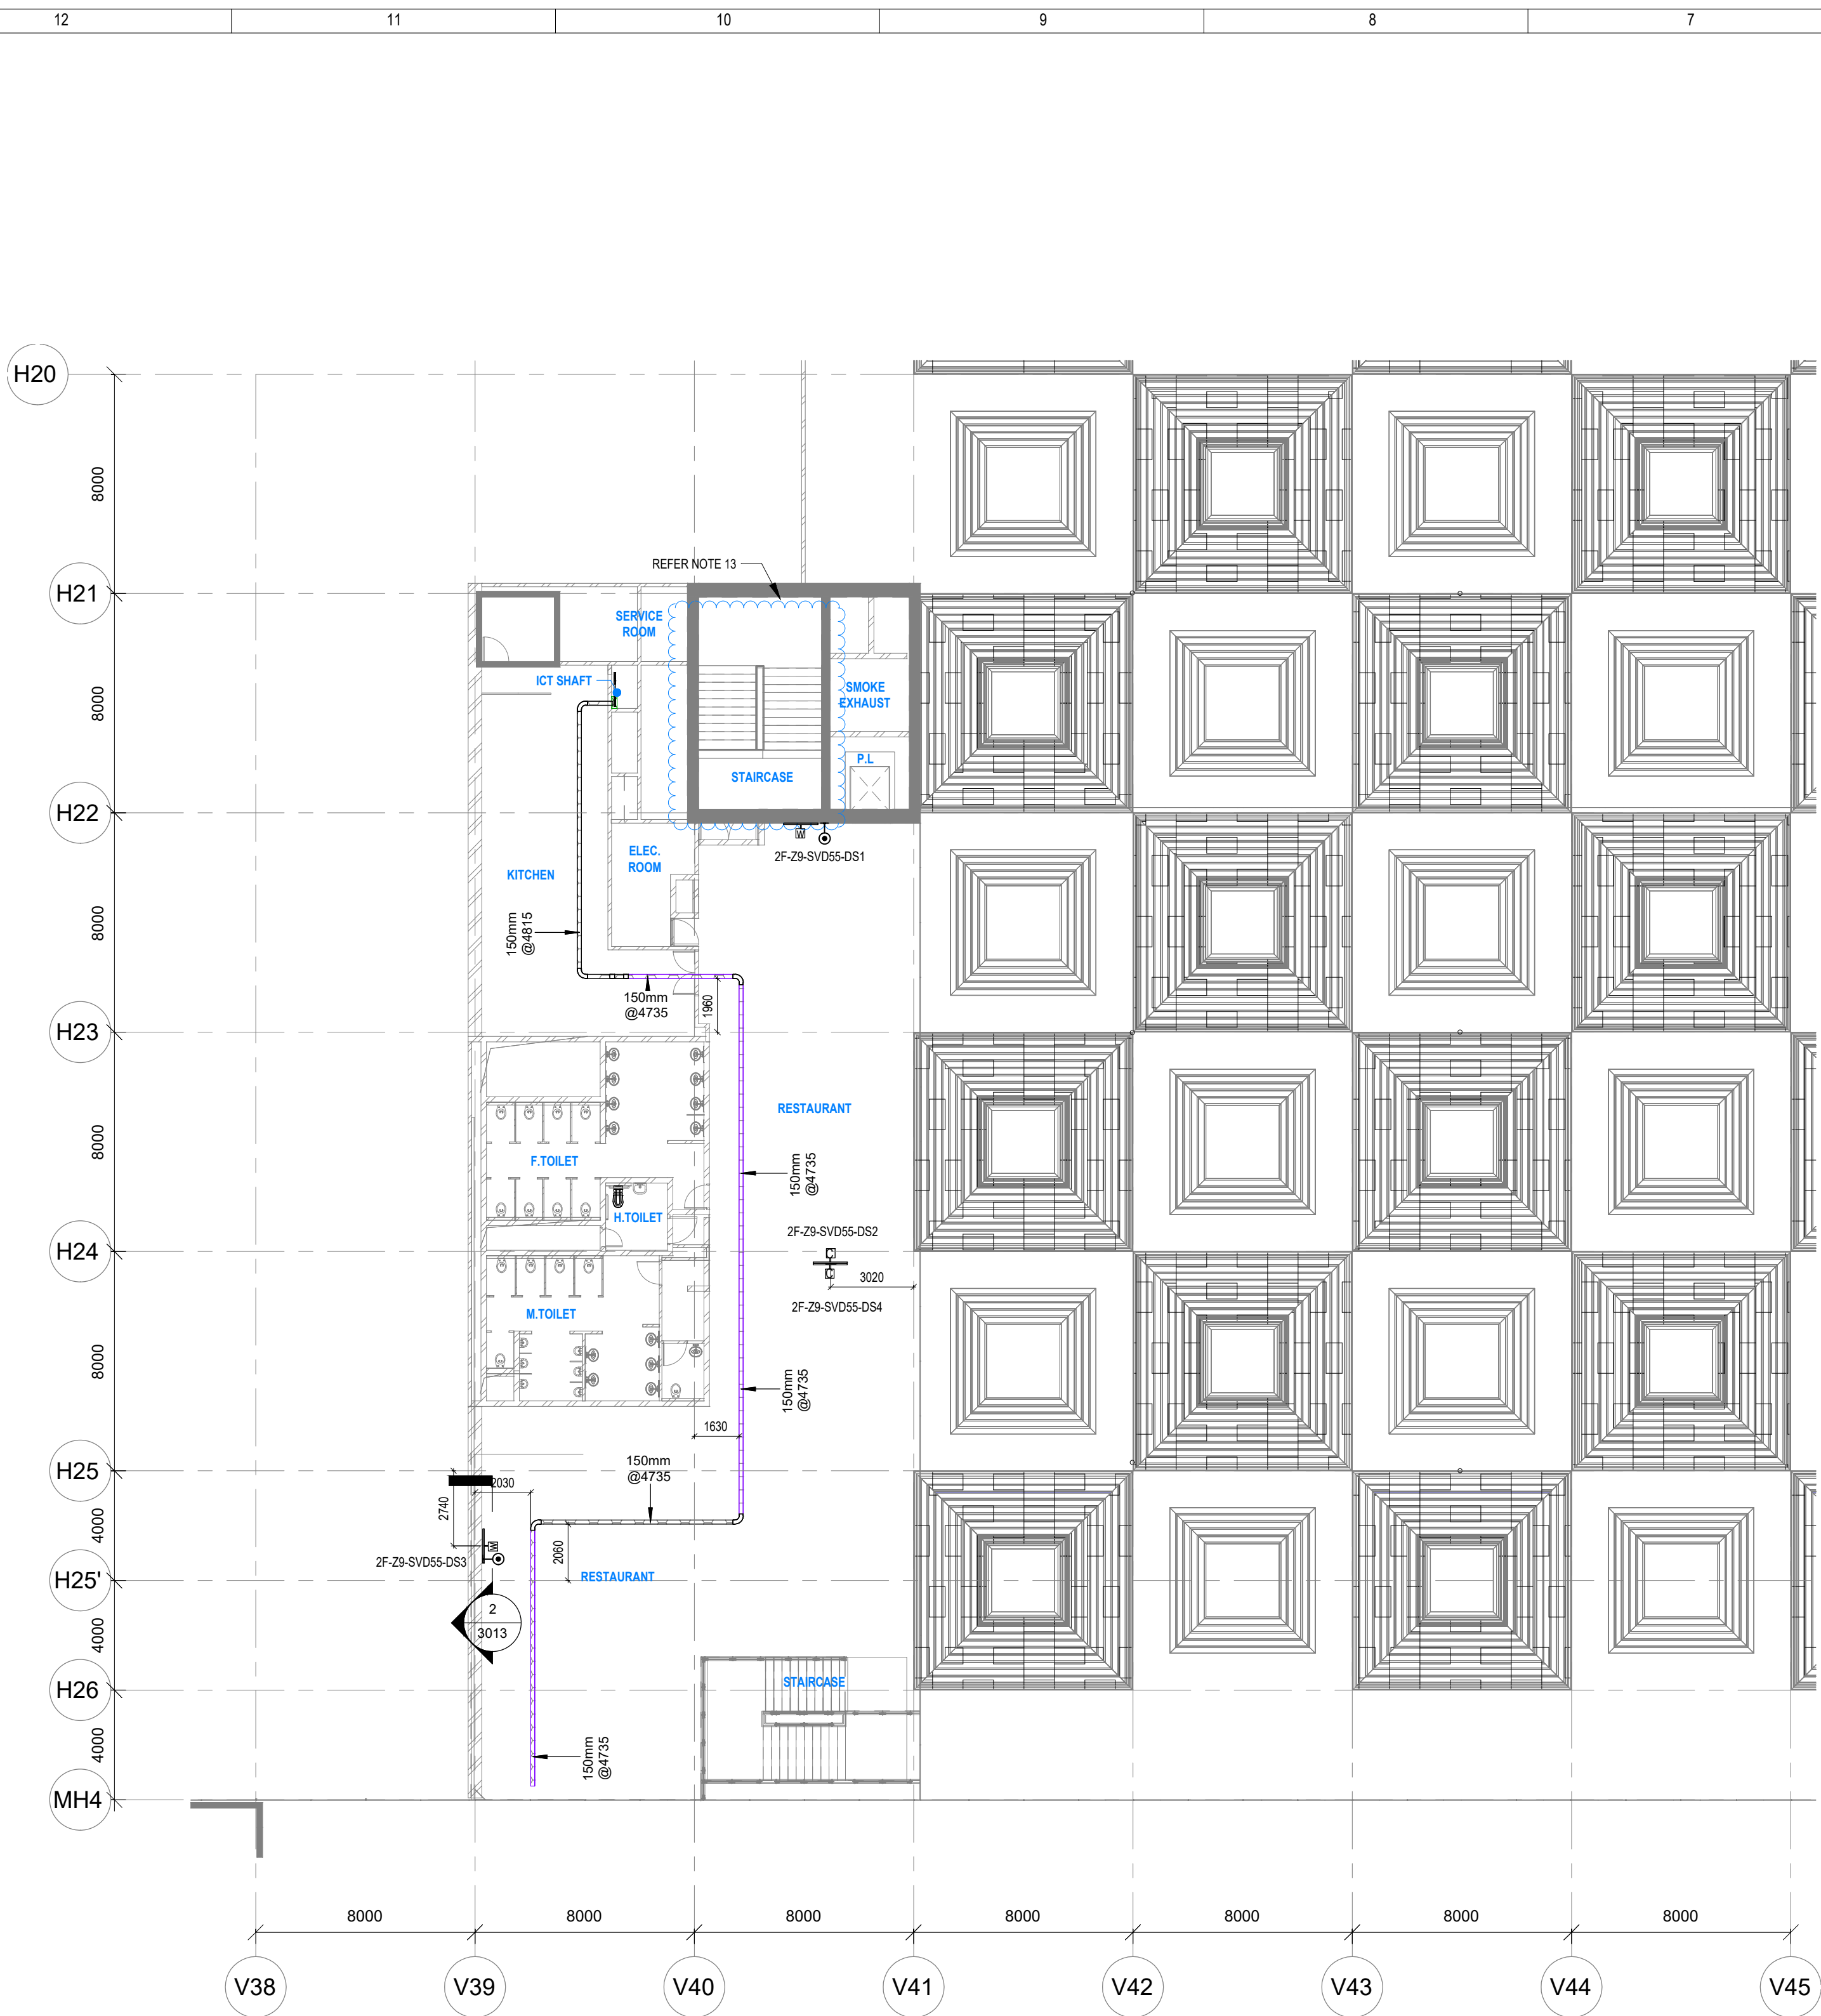 12 11 10 9 8 7
H20
8000
REFER NOTE 13
H21
SERVICE
ROOM
ICT SHAFT
SMOKE
EXHAUST
8000
P.L
STAIRCASE
H22
2F-Z9-SVD55-DS1
ELEC.
ROOM
KITCHEN
8000
150mm
@4815
150mm
@4735
1960
H23
RESTAURANT
8000
F.TOILET
150mm
@4735
H.TOILET
2F-Z9-SVD55-DS2
H24
3020
2F-Z9-SVD55-DS4
M.TOILET
8000
150mm
@4735
1630
150mm
@4735
H25
2030
2740
4000
2060
2F-Z9-SVD55-DS3
RESTAURANT
H25'
2
3013
4000
STAIRCASE
H26
4000
150mm
@4735
MH4
8000 8000 8000 8000 8000 8000 8000
V38 V39 V40 V41 V42 V43 V44 V45